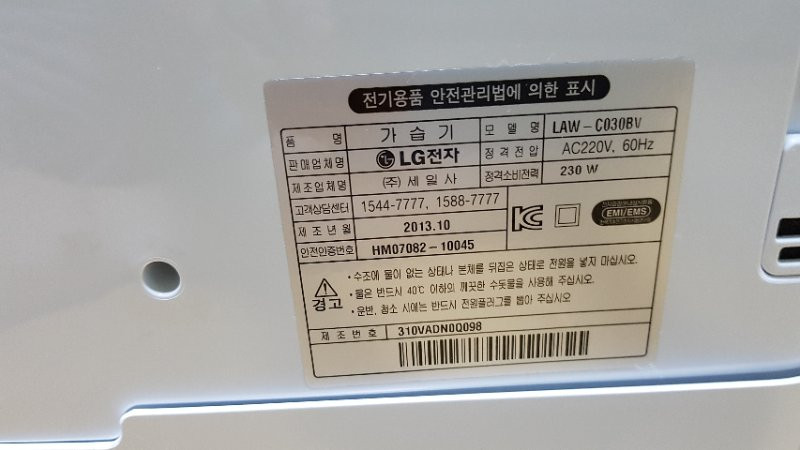 전기용품 안전관리법에 의한 표시
품 명 가 습 기 모 델 명 LAW-C030BV
판매업체명 LG전자 정 격 전 압 AC220V, 60Hz
제조업체명 (주) 세일사 정격소비전력 230 W
고객상담센터 1544-7777, 1588-7777
제 조 년 월 2013.10
안전인증번호 HM07082-10045
EMI/EMS
경고
· 수조에 물이 없는 상태나 본체를 뒤집은 상태로 전원을 넣지 마십시오.
· 물은 반드시 40℃ 이하의 깨끗한 수돗물을 사용해 주십시오.
· 운반, 청소 시에는 반드시 전원플러그를 뽑아 주십시오
제 조 번 호 310VADN0Q098